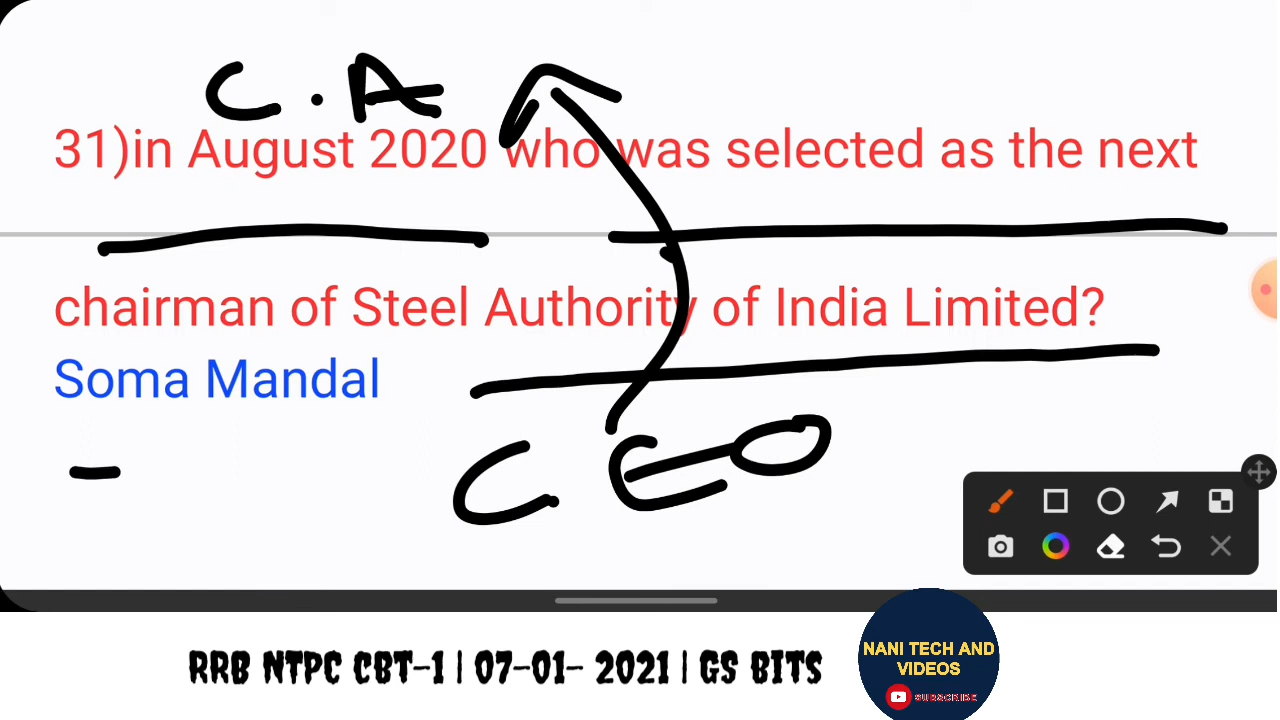 C.A
31)in August 2020 who was selected as the next
chairman of Steel Authority of India Limited?
Soma Mandal
CEO
RRB NTPC CBT-1 | 07-01- 2021 | GS BITS
NANI TECH AND
VIDEOS
SUBSCRIBE